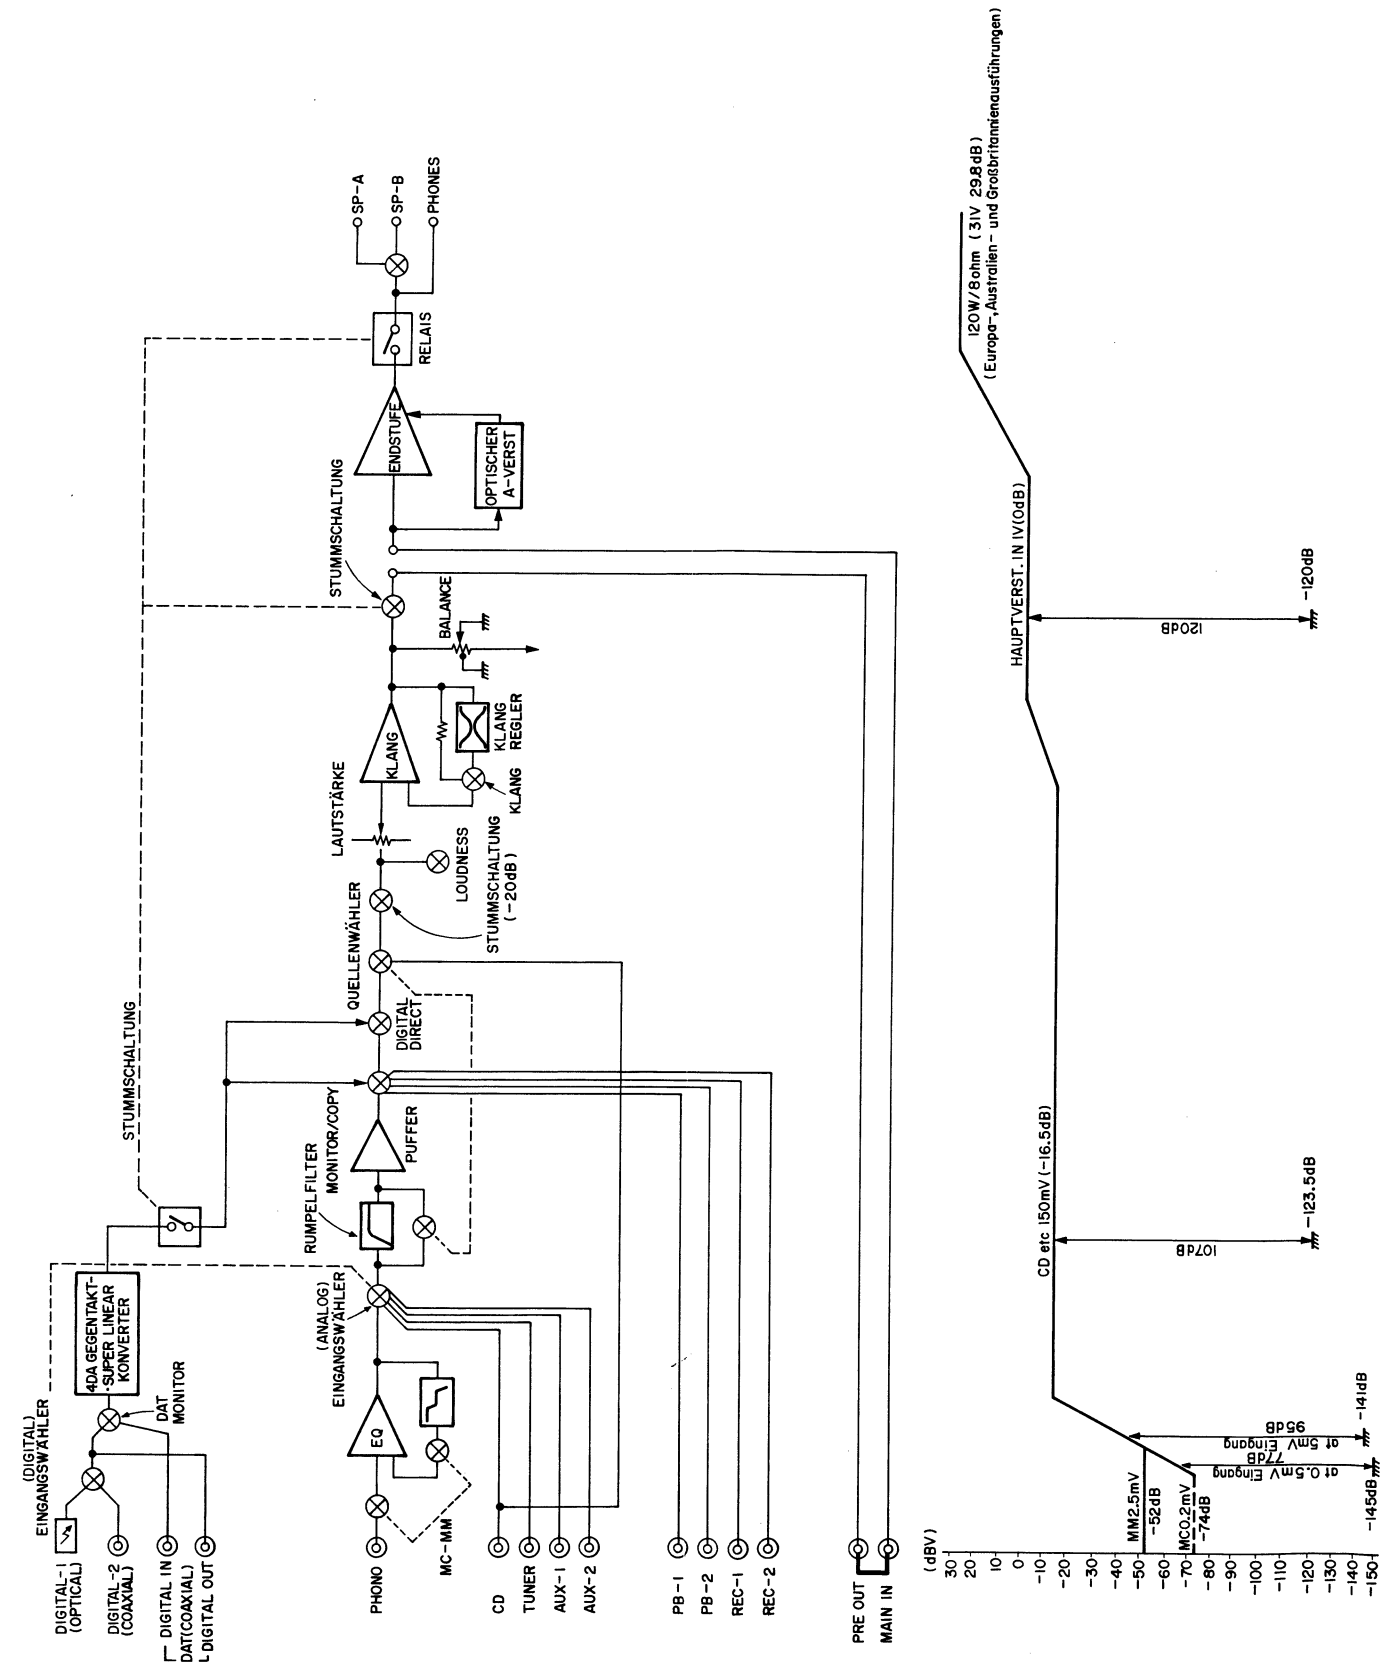 (DIGITAL)
EINGANGSWÄHLER
DIGITAL-1
(OPTICAL)
DIGITAL-2
(COAXIAL)
DIGITAL IN
DAT(COAXIAL)
DIGITAL OUT
DAT
MONITOR
4DA GEGENTAKT-
·SUPER LINEAR
KONVERTER
STUMMSCHALTUNG
PHONO
MC-MM
EQ
(ANALOG)
EINGANGSWÄHLER
RUMPELFILTER
MONITOR/COPY
PUFFER
DIGITAL
DIRECT
QUELLENWÄHLER
STUMMSCHALTUNG
(-20dB)
LOUDNESS
LAUTSTÄRKE
KLANG
KLANG
KLANG
REGLER
BALANCE
STUMMSCHALTUNG
ENDSTUFE
OPTISCHER
A-VERST
RELAIS
SP-A
SP-B
PHONES
CD
TUNER
AUX-1
AUX-2
PB-1
PB-2
REC-1
REC-2
PRE OUT
MAIN IN
(dBV)
30
20
10
0
-10
-20
-30
-40
-50
-60
-70
-80
-90
-100
-110
-120
-130
-140
-150
MM2.5mV
-52dB
MC0.2mV
-74dB
-145dB
at 0.5mV Eingang
77dB
at 5mV Eingang
95dB
-141dB
CD etc 150mV (-16.5dB)
107dB
-123.5dB
HAUPTVERST. IN 1V(0dB)
120dB
-120dB
120W/8ohm (31V 29.8dB)
(Europa-,Australien- und Großbritannienausführungen)